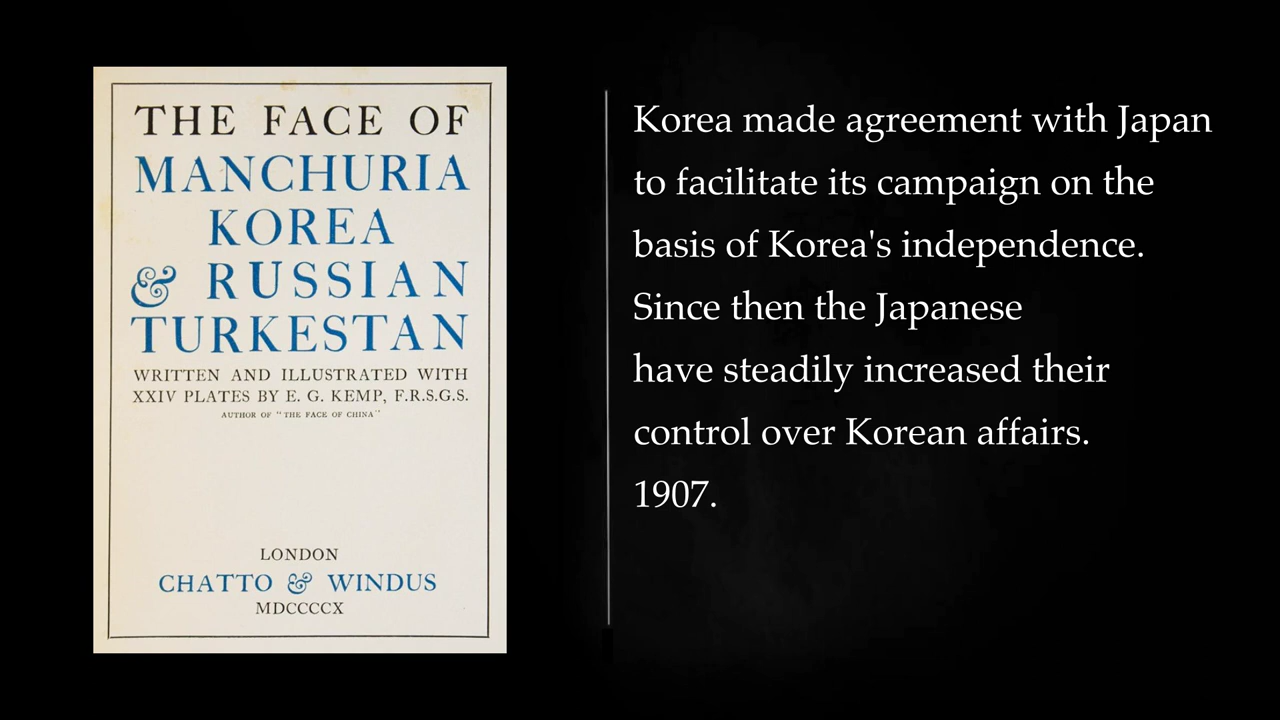 THE FACE OF
MANCHURIA
KOREA
& RUSSIAN
TURKESTAN
WRITTEN AND ILLUSTRATED WITH
XXIV PLATES BY E. G. KEMP, F.R.S.G.S.
AUTHOR OF "THE FACE OF CHINA"
LONDON
CHATTO & WINDUS
MDCCCCX
Korea made agreement with Japan
to facilitate its campaign on the
basis of Korea's independence.
Since then the Japanese
have steadily increased their
control over Korean affairs.
1907.